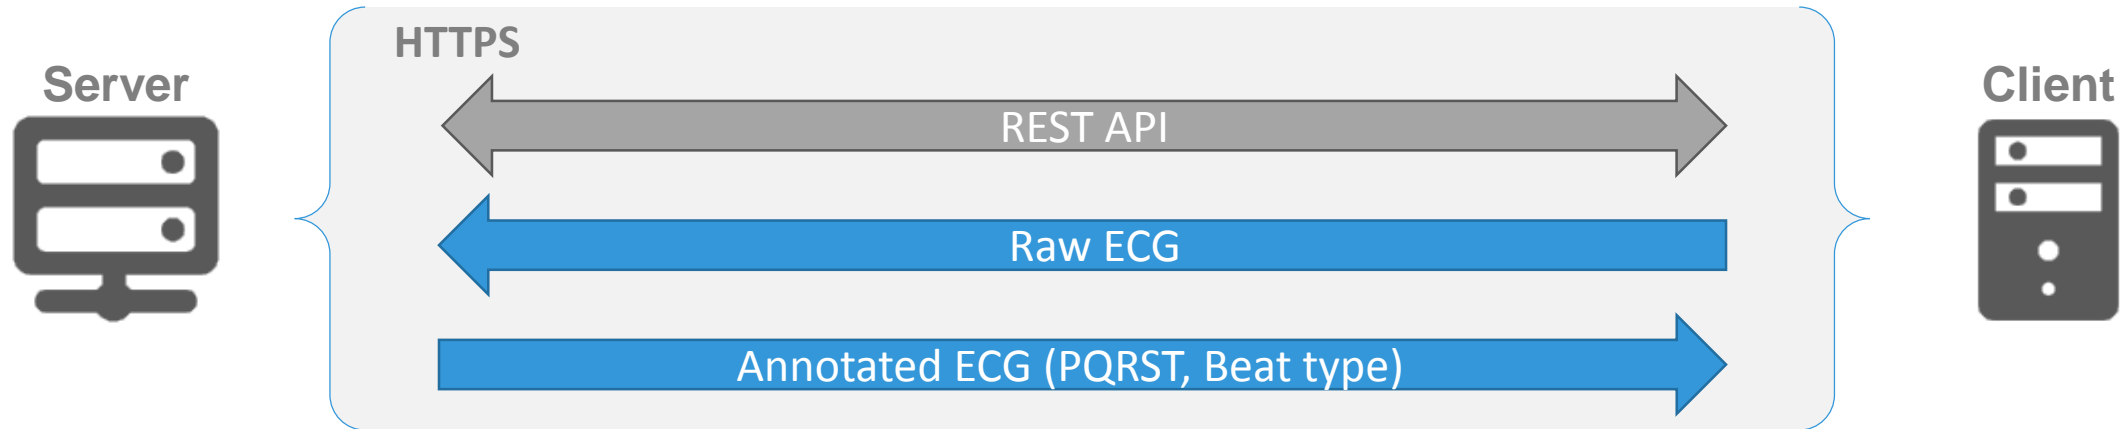 HTTPS
Server
Client
REST API
Raw ECG
Annotated ECG (PQRST, Beat type)